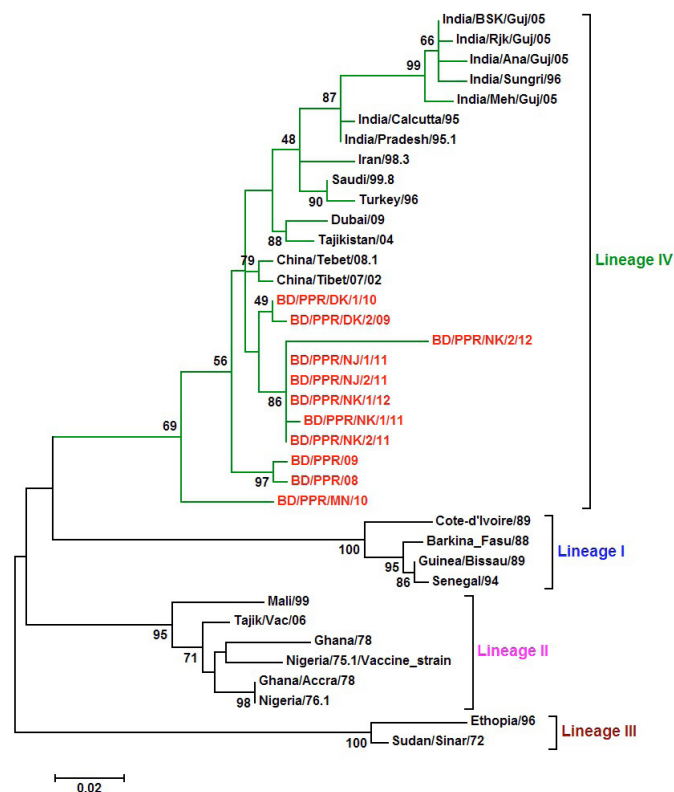 India/BSK/Guj/05
66
India/Rjk/Guj/05
India/Ana/Guj/05
99
India/Sungri/96
87
India/Meh/Guj/05
India/Calcutta/95
48
India/Pradesh/95.1
Iran/98.3
Saudi/99.8
90
Turkey/96
Dubai/09
88
Tajikistan/04
79
China/Tebet/08.1
Lineage IV
China/Tibet/07/02
49
BD/PPR/DK/1/10
BD/PPR/DK/2/09
BD/PPR/NK/2/12
56
BD/PPR/NJ/1/11
BD/PPR/NJ/2/11
86
BD/PPR/NK/1/12
BD/PPR/NK/1/11
69
BD/PPR/NK/2/11
BD/PPR/09
97
BD/PPR/08
BD/PPR/MN/10
Cote-d'Ivoire/89
100
Barkina_Fasu/88
Lineage I
95
Guinea/Bissau/89
86
Senegal/94
Mali/99
95
Tajik/Vac/06
Ghana/78
71
Nigeria/75.1/Vaccine_strain
Lineage II
Ghana/Accra/78
98
Nigeria/76.1
Ethopia/96
Lineage III
100
Sudan/Sinar/72
0.02